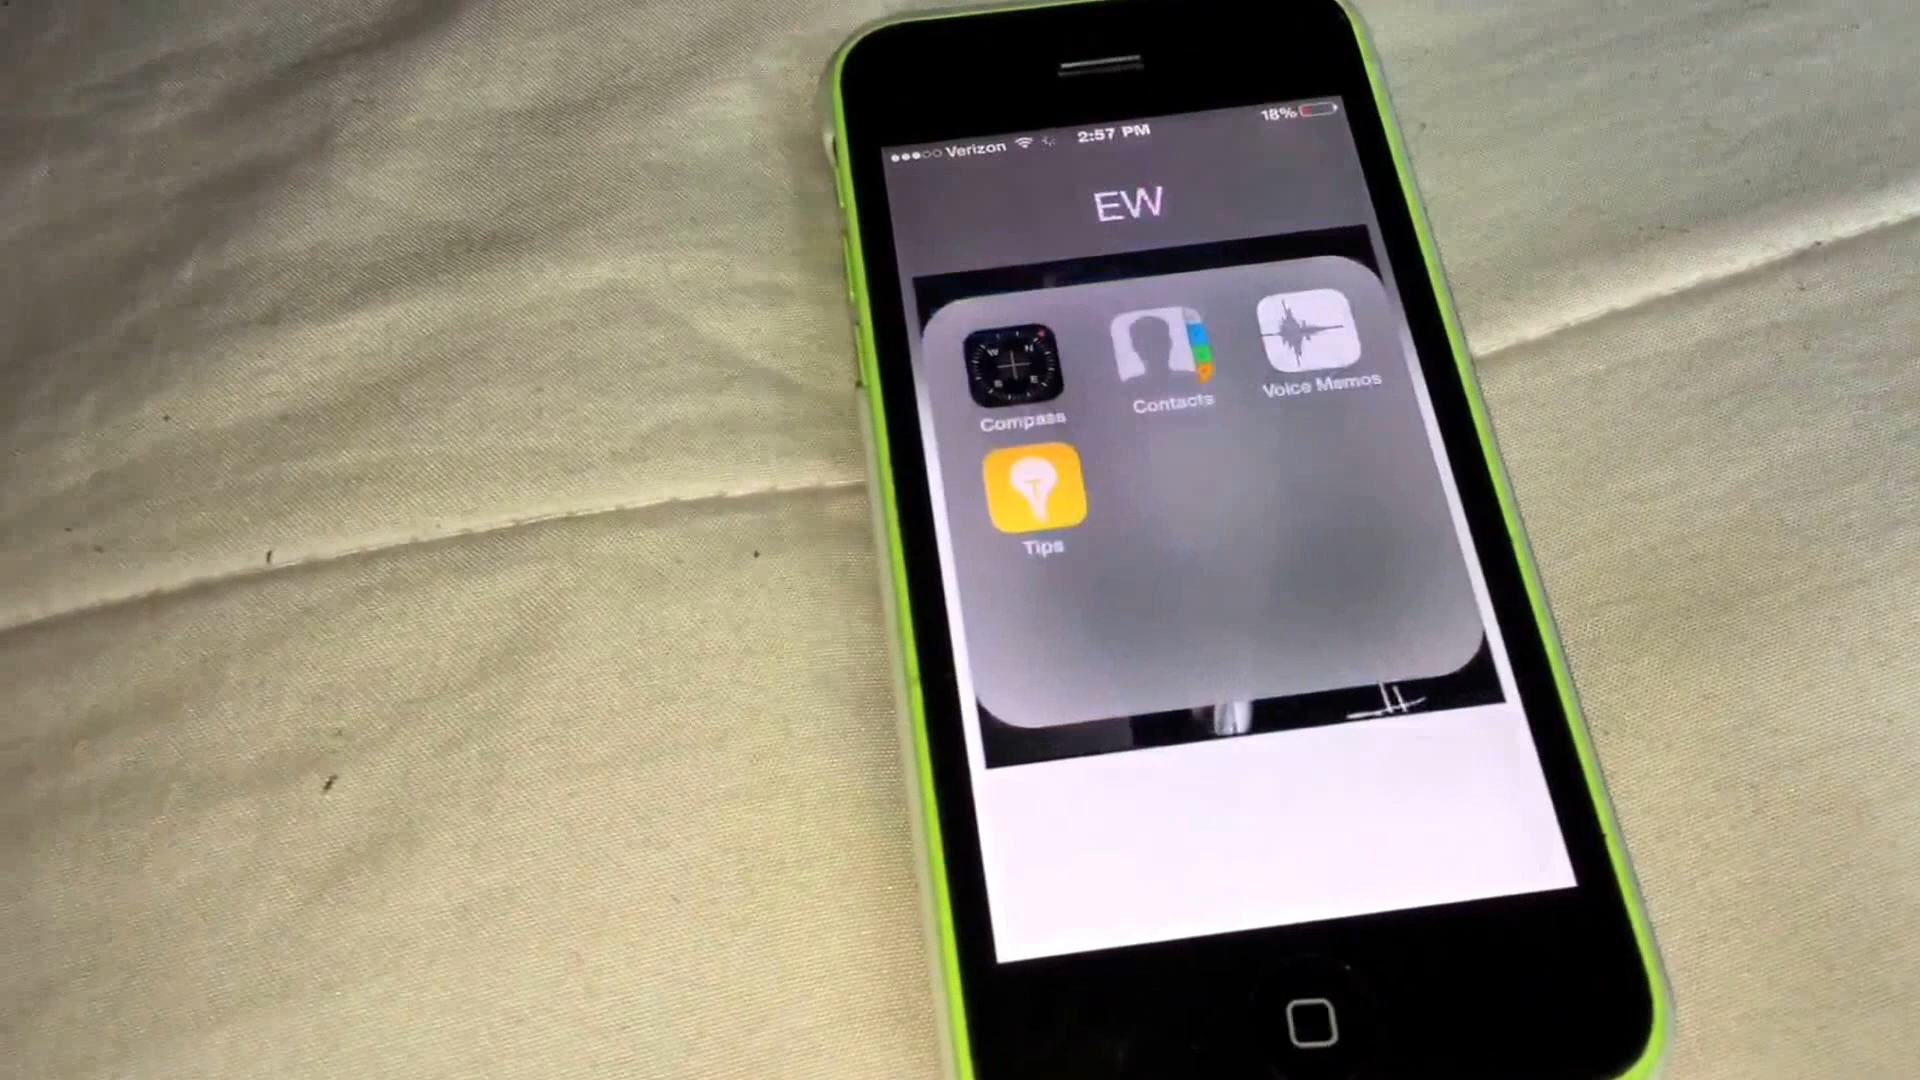 ●●●○○ Verizon 2:57 PM 18%
EW
Compass
Contacts
Voice Memos
Tips